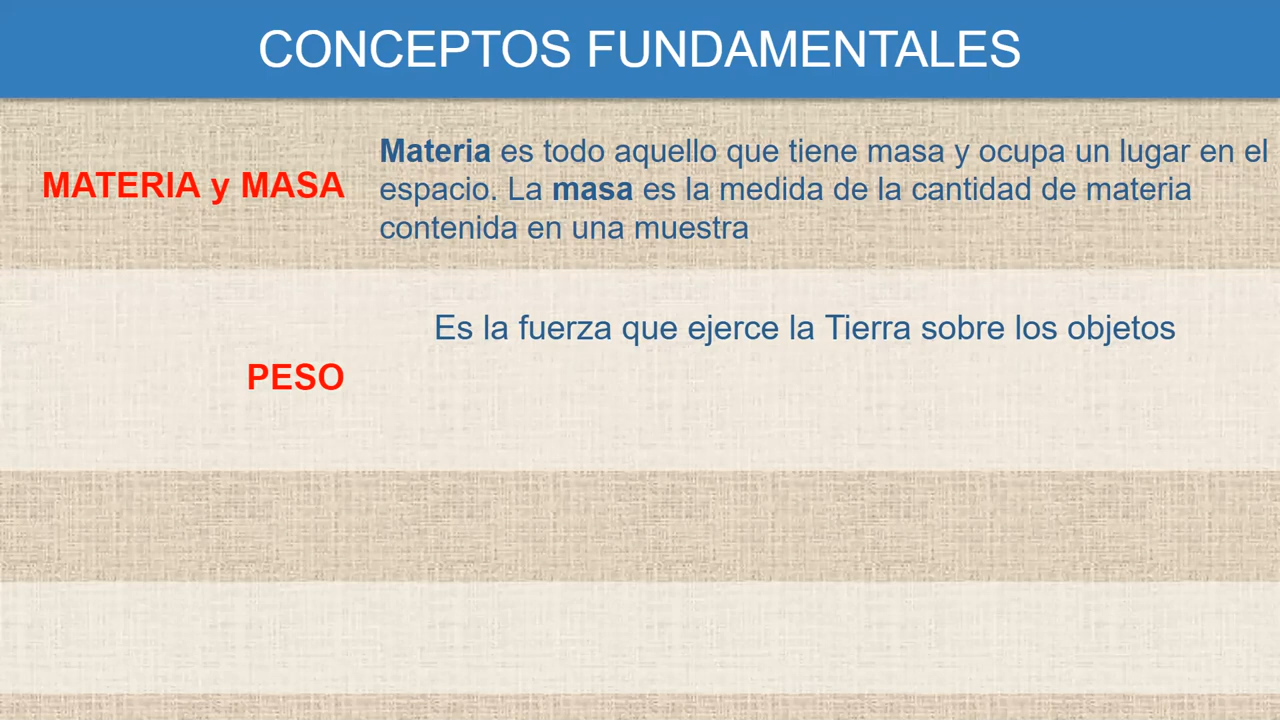 CONCEPTOS FUNDAMENTALES
MATERIA y MASA
Materia es todo aquello que tiene masa y ocupa un lugar en el
espacio. La masa es la medida de la cantidad de materia
contenida en una muestra
PESO
Es la fuerza que ejerce la Tierra sobre los objetos